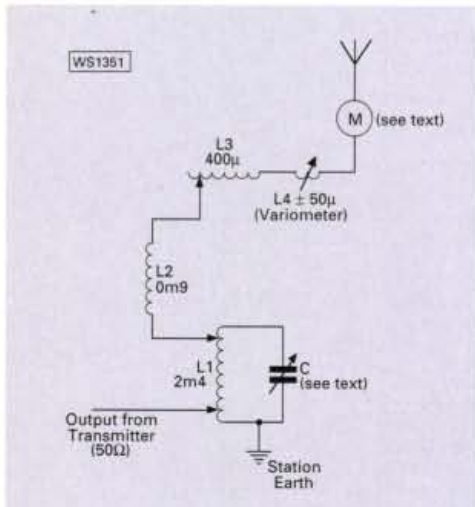 WS1351
M (see text)
L3
400μ
L4 ± 50μ
(Variometer)
L2
0m9
L1
2m4
C
(see text)
Output from
Transmitter
(50Ω)
Station
Earth